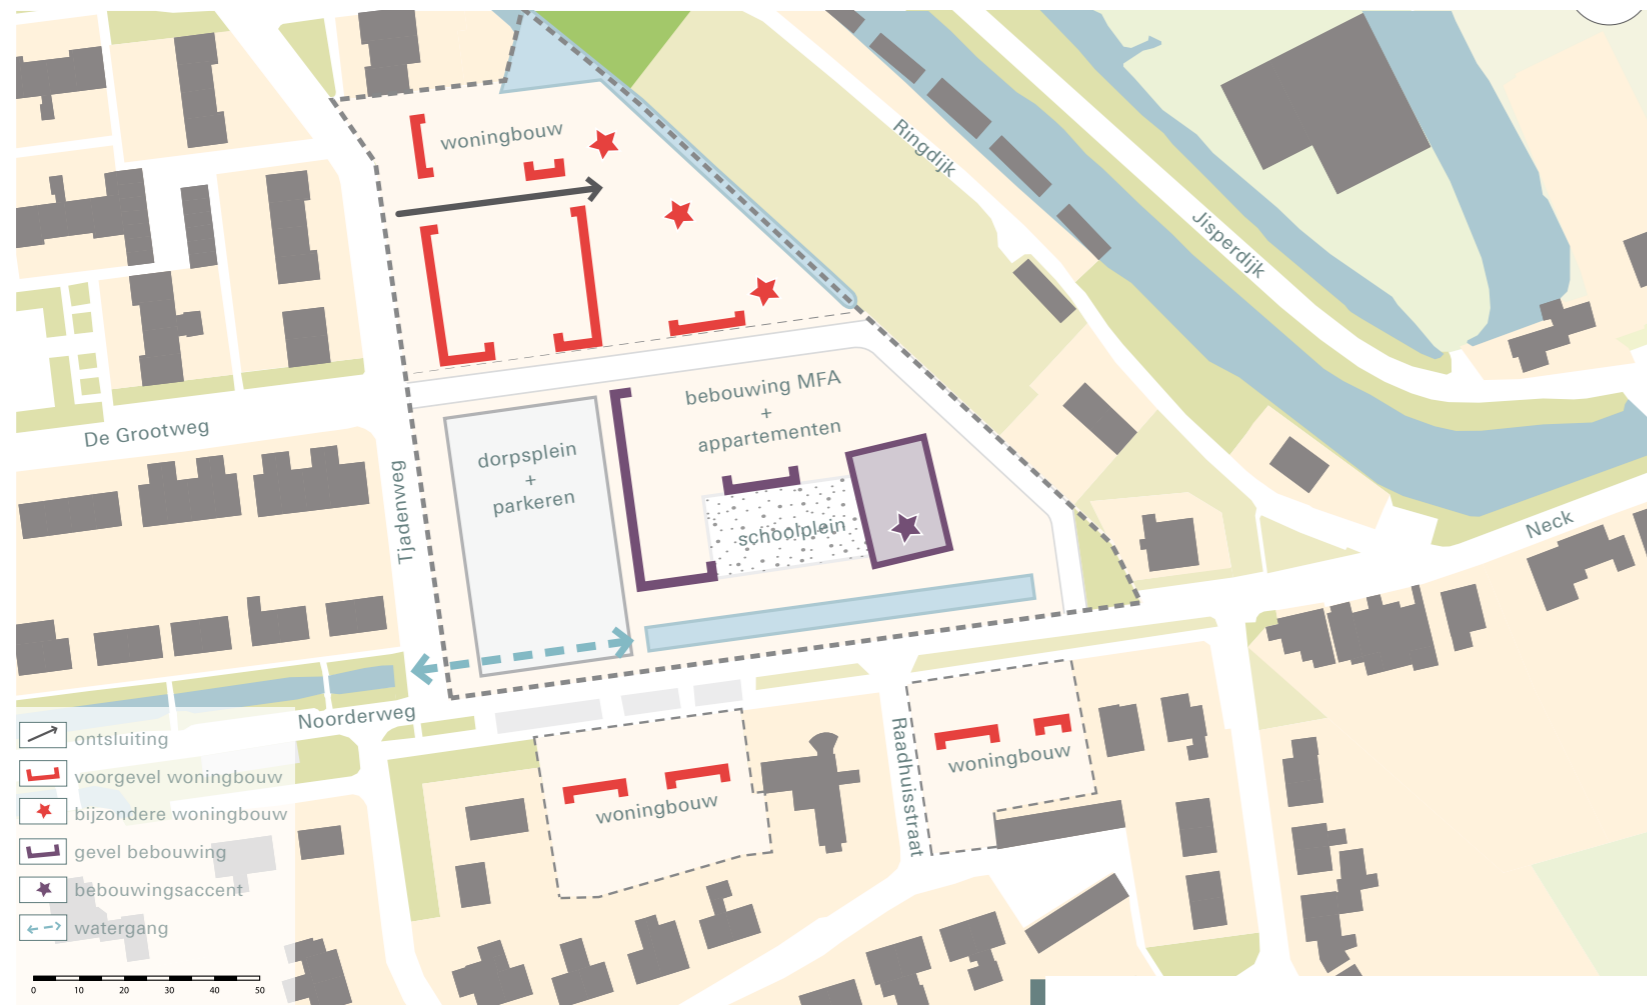 woningbouw
Ringdijk
Jisperdijk
De Grootweg
Tjadenweg
dorpsplein
+
parkeren
bebouwing MFA
+
appartementen
schoolplein
Neck
Noorderweg
Raadhuisstraat
woningbouw
woningbouw
ontsluiting
voorgevel woningbouw
bijzondere woningbouw
gevel bebouwing
bebouwingsaccent
watergang
0 10 20 30 40 50